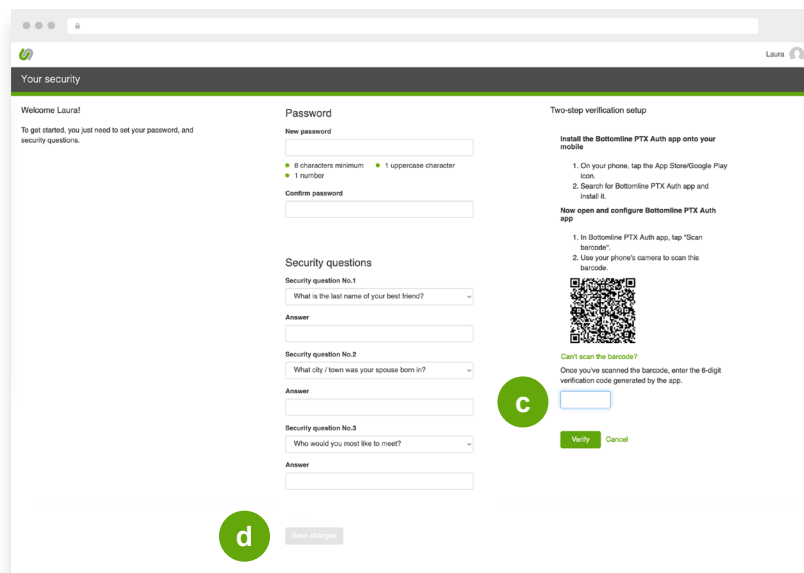 Laura
Your security
Welcome Laura!
To get started, you just need to set your password, and
security questions.
Password
New password
8 characters minimum
1 uppercase character
1 number
Confirm password
Security questions
Security question No.1
What is the last name of your best friend?
Answer
Security question No.2
What city / town was your spouse born in?
Answer
Security question No.3
Who would you most like to meet?
Answer
d
Save changes
Two-step verification setup
Install the Bottomline PTX Auth app onto your
mobile
1. On your phone, tap the App Store/Google Play
icon.
2. Search for Bottomline PTX Auth app and
install it.
Now open and configure Bottomline PTX Auth
app
1. In Bottomline PTX Auth app, tap "Scan
barcode".
2. Use your phone's camera to scan this
barcode.
Can't scan the barcode?
Once you've scanned the barcode, enter the 6-digit
verification code generated by the app.
c
Verify
Cancel